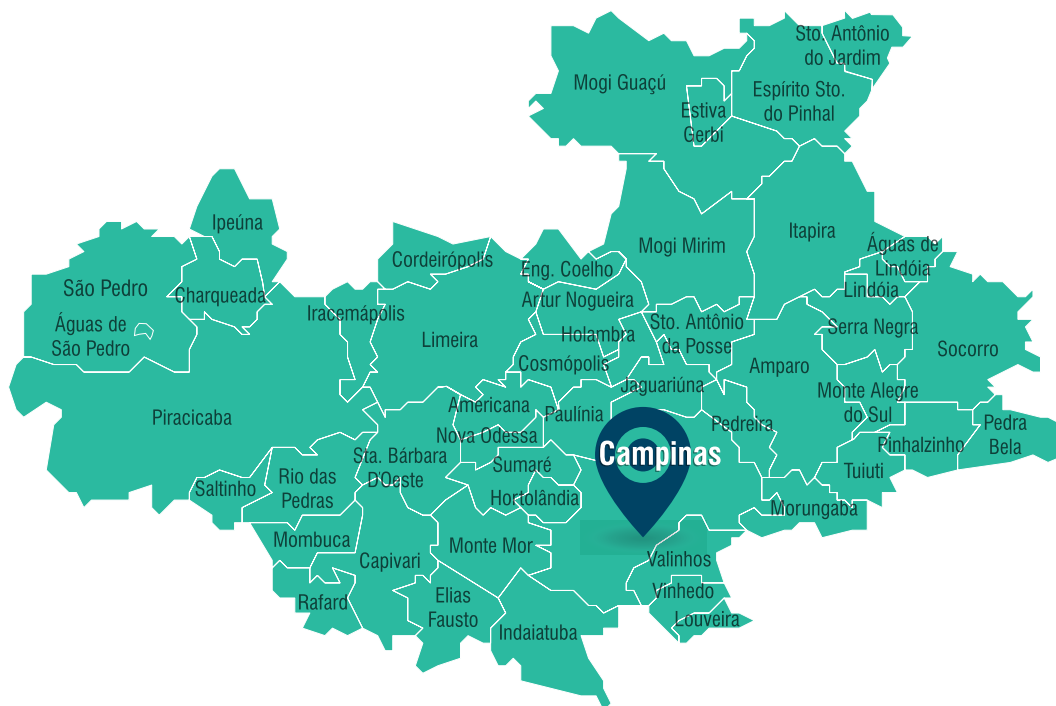 Sto. Antônio
do Jardim
Mogi Guaçú
Espírito Sto.
do Pinhal
Estiva
Gerbi
Ipeúna
Itapira
Mogi Mirim
Águas de
Lindóia
Cordeirópolis
Eng. Coelho
São Pedro
Charqueada
Lindóia
Artur Nogueira
Iracemápolis
Sto. Antônio
da Posse
Águas de
São Pedro
Serra Negra
Holambra
Limeira
Socorro
Cosmópolis
Amparo
Jaguariúna
Monte Alegre
do Sul
Americana
Paulínia
Piracicaba
Pedreira
Pedra
Bela
Nova Odessa
Pinhalzinho
Campinas
Sta. Bárbara
D'Oeste
Sumaré
Tuiuti
Rio das
Pedras
Saltinho
Hortolândia
Morungaba
Mombuca
Monte Mor
Capivari
Valinhos
Vinhedo
Elias
Fausto
Rafard
Louveira
Indaiatuba